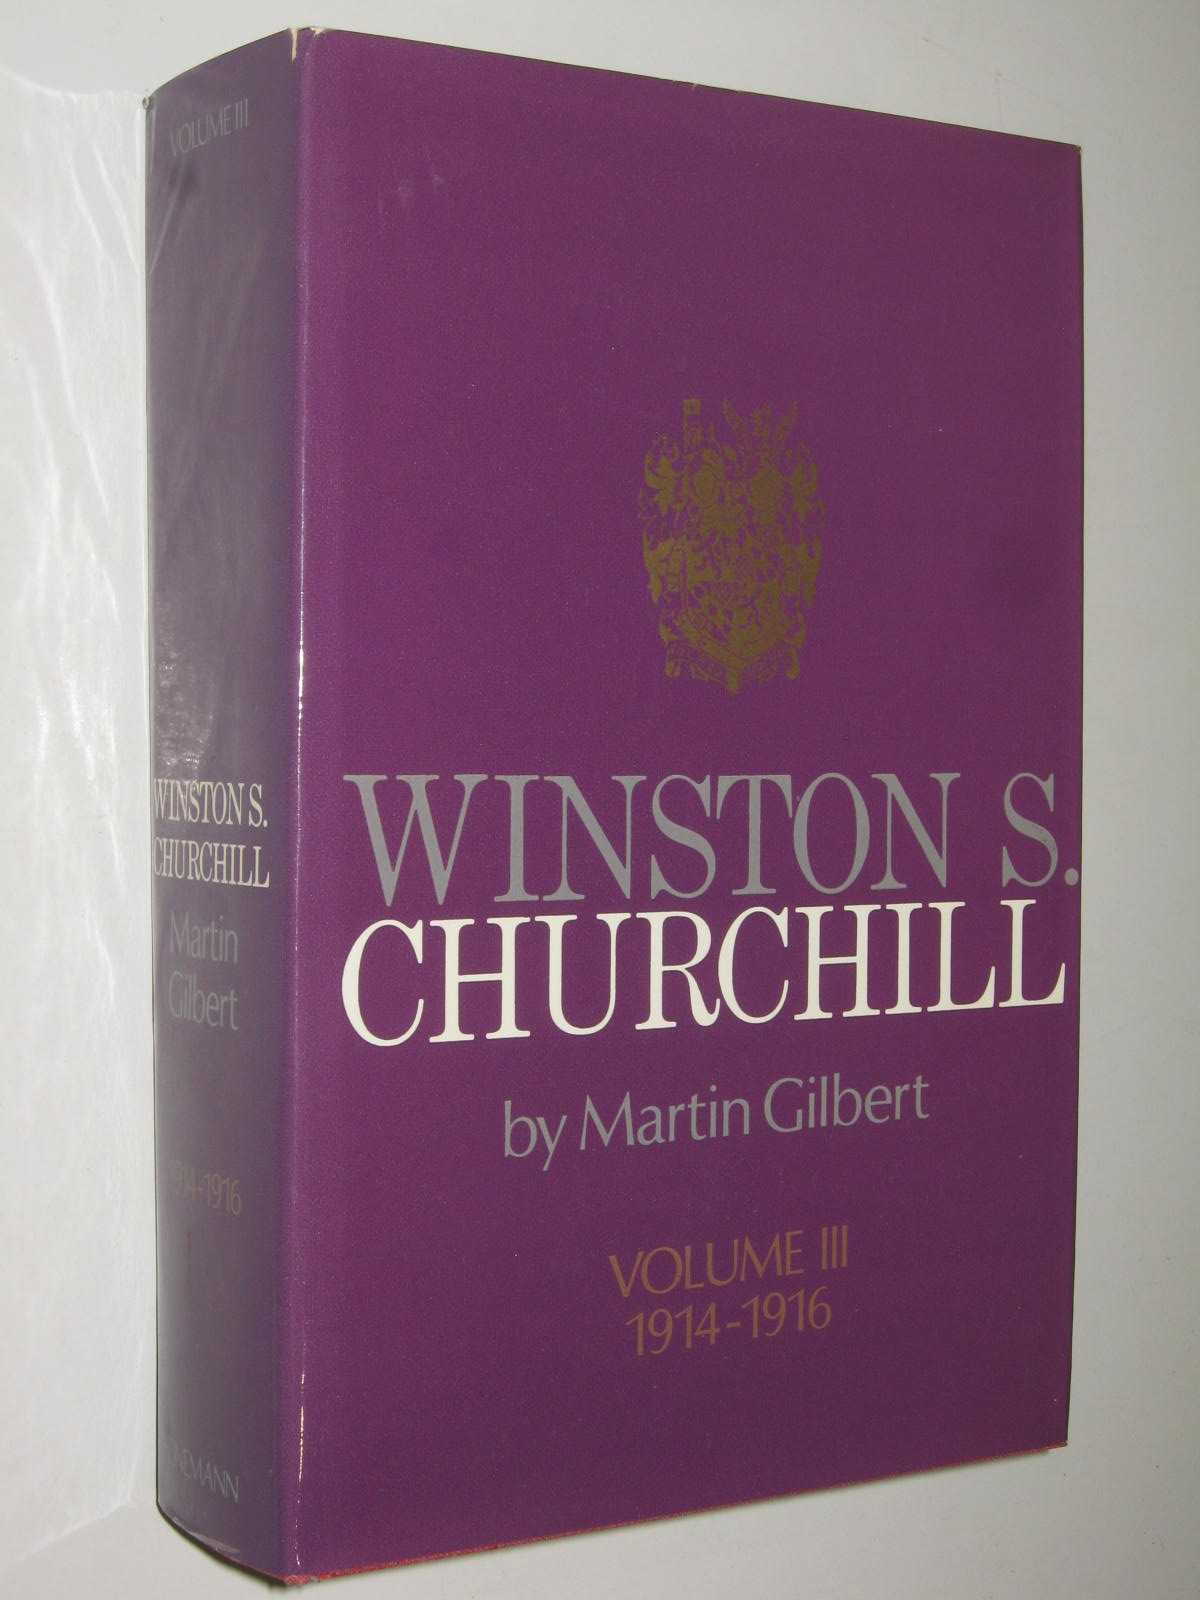 VOLUME III
WINSTON S.
CHURCHILL
Martin
Gilbert
1914-1916
WINSTON S.
CHURCHILL
by Martin Gilbert
VOLUME III
1914-1916